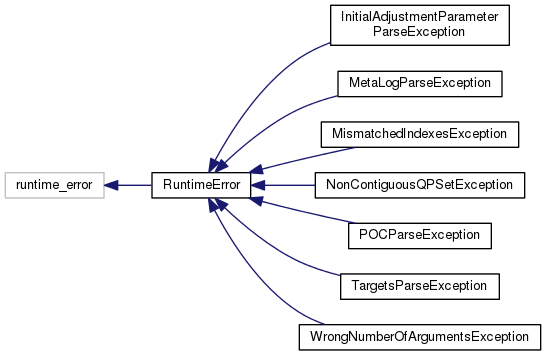 InitialAdjustmentParameter
ParseException
MetaLogParseException
MismatchedIndexesException
runtime_error
RuntimeError
NonContiguousQPSetException
POCParseException
TargetsParseException
WrongNumberOfArgumentsException